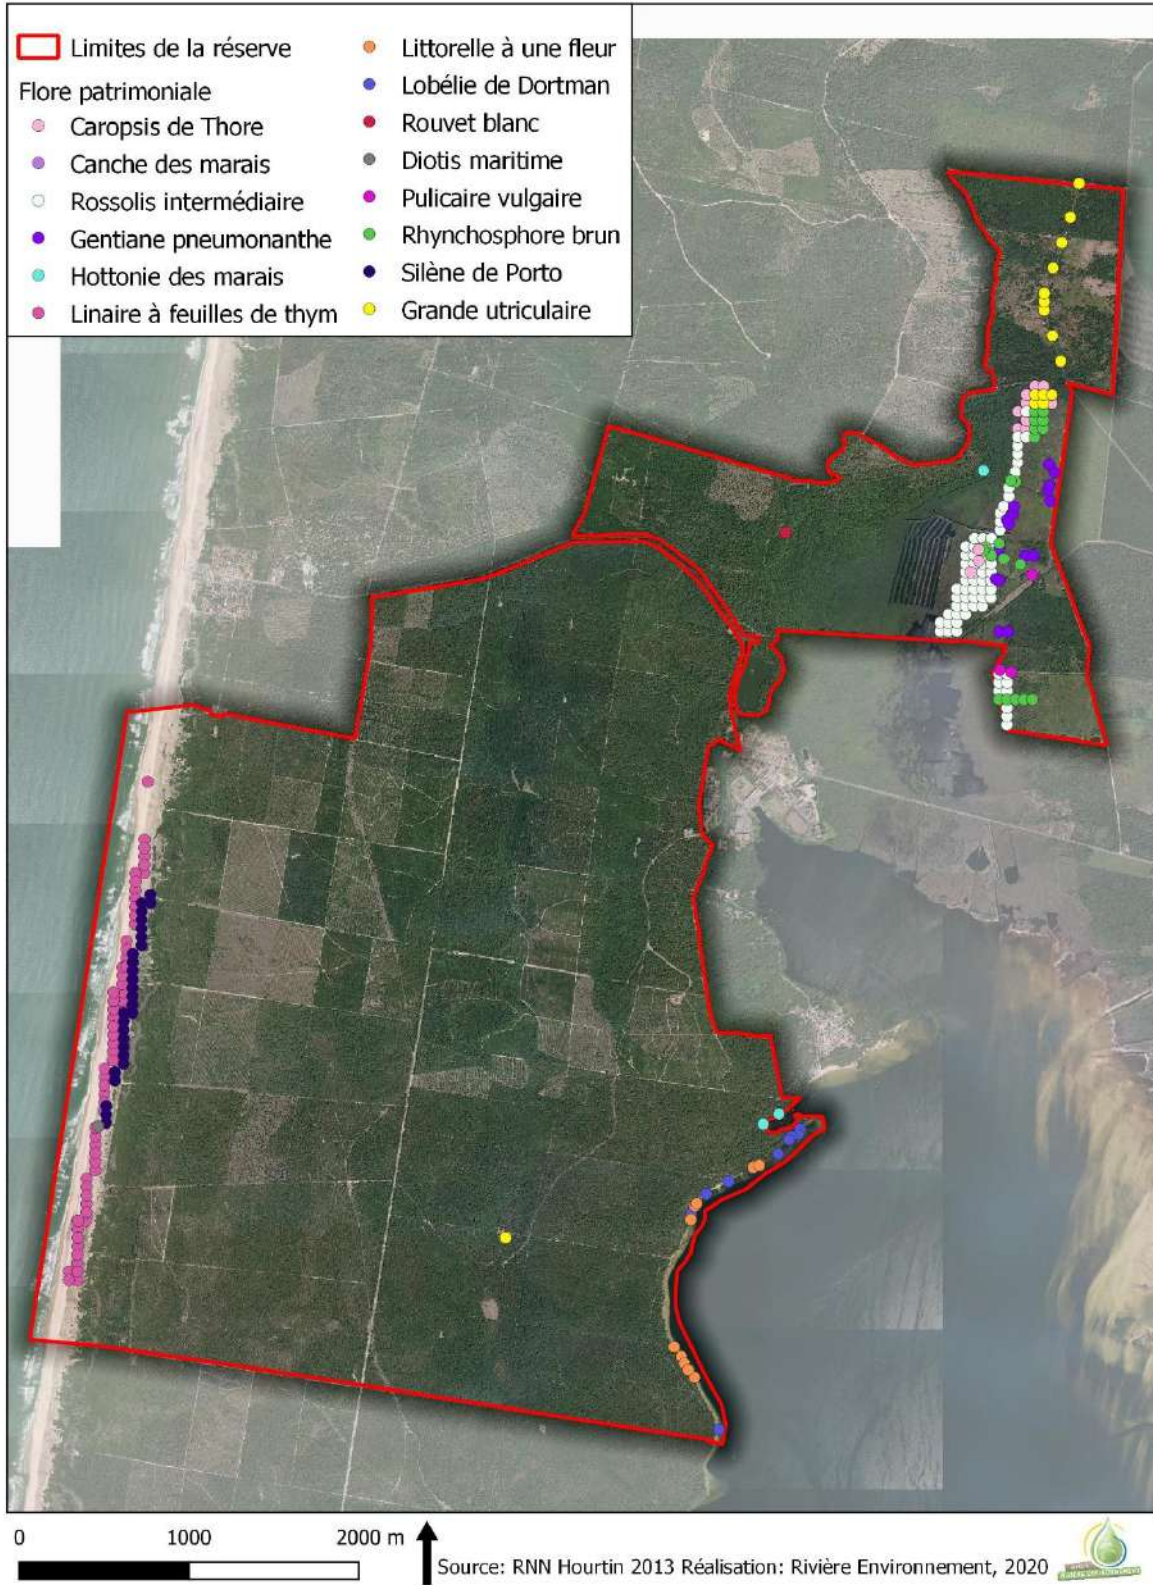 Limites de la réserve
Flore patrimoniale
Caropsis de Thore
Canche des marais
Rossolis intermédiaire
Gentiane pneumonanthe
Hottonie des marais
Linaire à feuilles de thym
Littorelle à une fleur
Lobélie de Dortman
Rouvet blanc
Diotis maritime
Pulicaire vulgaire
Rhynchosphore brun
Silène de Porto
Grande utriculaire
0 1000 2000 m
Source: RNN Hourtin 2013 Réalisation: Rivière Environnement, 2020